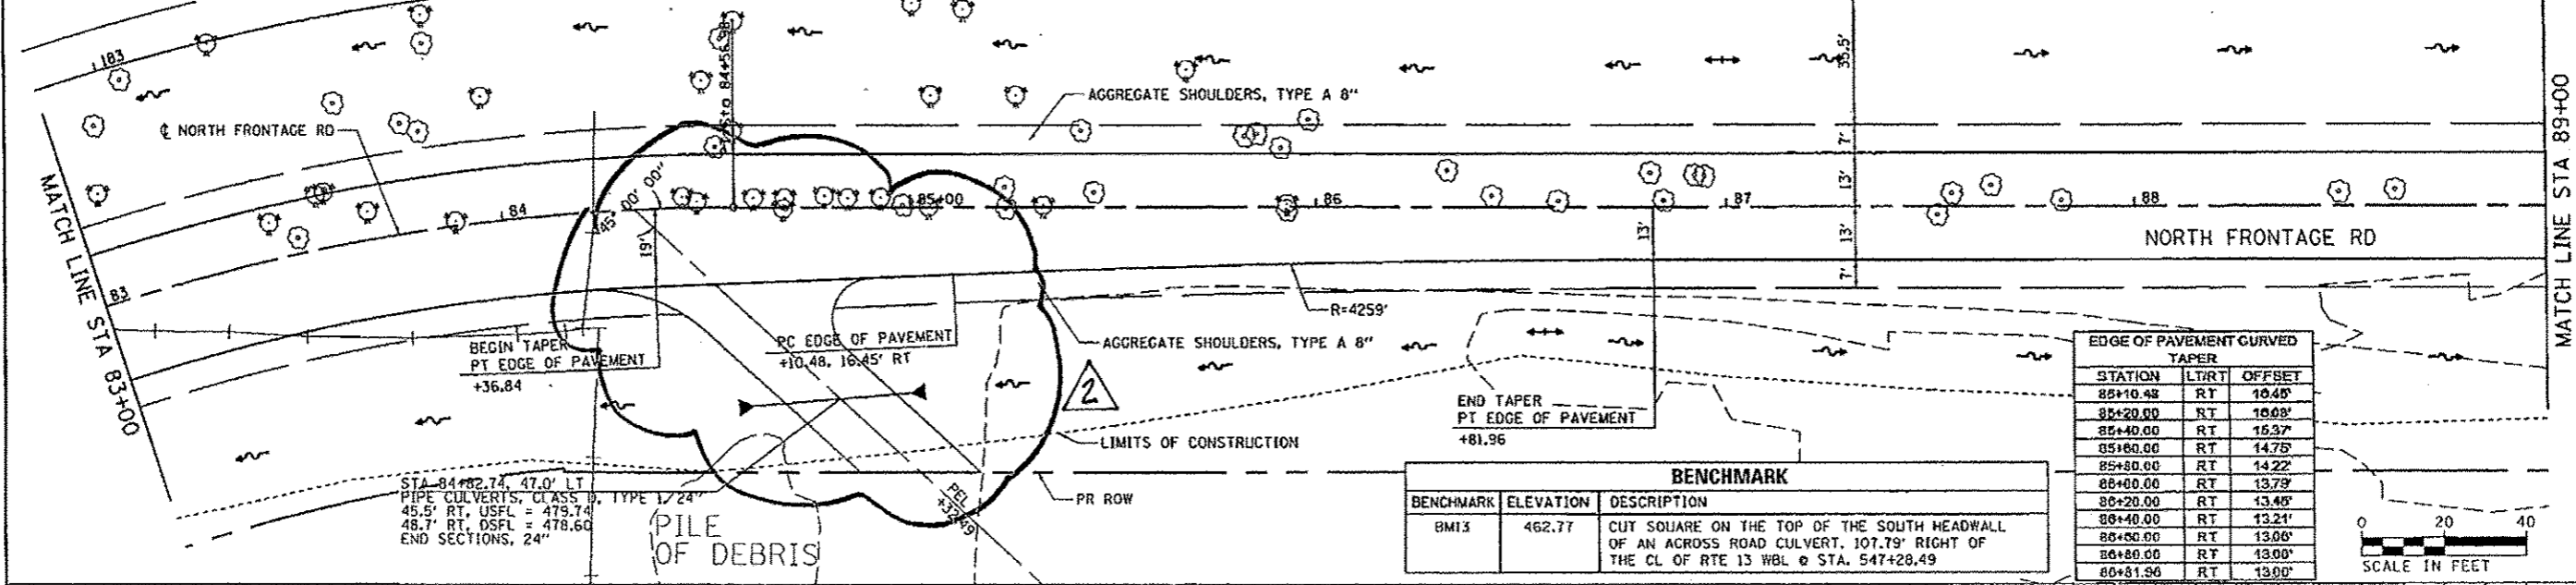 183
35.5'
AGGREGATE SHOULDERS, TYPE A 8"
℄ NORTH FRONTAGE RD
7'
MATCH LINE STA 89+00
45° 00' 00"
84
85+00
86
13'
87
88
19'
13'
13'
NORTH FRONTAGE RD
MATCH LINE STA 83+00
83
7'
R=4259'
BEGIN TAPER
PT EDGE OF PAVEMENT
+36.84
PC EDGE OF PAVEMENT
+10.48, 16.45' RT
AGGREGATE SHOULDERS, TYPE A 8"
2
END TAPER
PT EDGE OF PAVEMENT
+81.96
LIMITS OF CONSTRUCTION
PR ROW
STA 84+82.74, 47.0' LT
PIPE CULVERTS, CLASS D, TYPE 1 24"
45.5' RT, USFL = 479.74
48.7' RT, DSFL = 478.60
END SECTIONS, 24"
PILE
OF DEBRIS
PEL
+32.49
BENCHMARK
BENCHMARK ELEVATION DESCRIPTION
BM13 462.77 CUT SQUARE ON THE TOP OF THE SOUTH HEADWALL
OF AN ACROSS ROAD CULVERT, 107.79' RIGHT OF
THE CL OF RTE 13 WBL @ STA. 547+28.49
EDGE OF PAVEMENT CURVED
TAPER
STATION LT/RT OFFSET
85+10.48 RT 16.45'
85+20.00 RT 16.08'
85+40.00 RT 15.37'
85+60.00 RT 14.75'
85+80.00 RT 14.22'
86+00.00 RT 13.79'
86+20.00 RT 13.46'
86+40.00 RT 13.21'
86+60.00 RT 13.06'
86+80.00 RT 13.00'
86+81.96 RT 13.00'
0 20 40
SCALE IN FEET